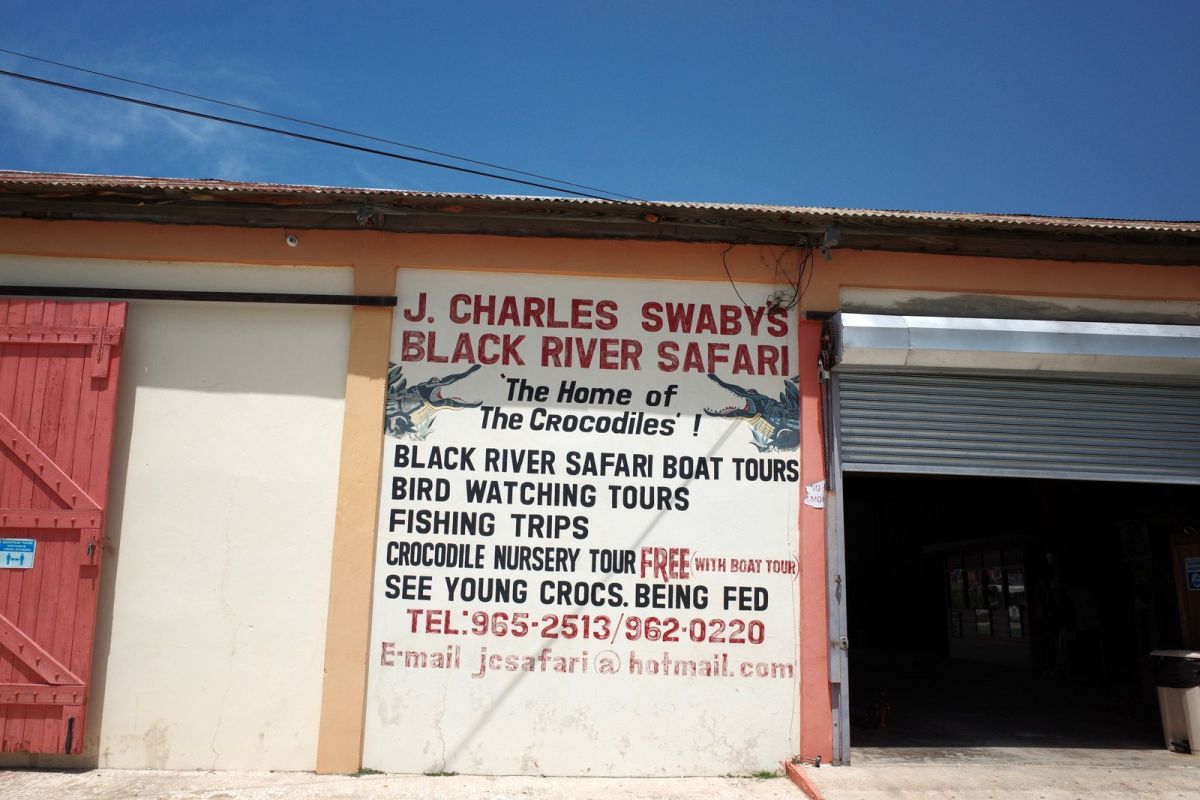 J. CHARLES SWABY'S
BLACK RIVER SAFARI
'The Home of
The Crocodiles' !
BLACK RIVER SAFARI BOAT TOURS
BIRD WATCHING TOURS
FISHING TRIPS
CROCODILE NURSERY TOUR FREE (WITH BOAT TOUR)
SEE YOUNG CROCS. BEING FED
TEL: 965-2513/962-0220
E-mail jcsafari@hotmail.com
NO